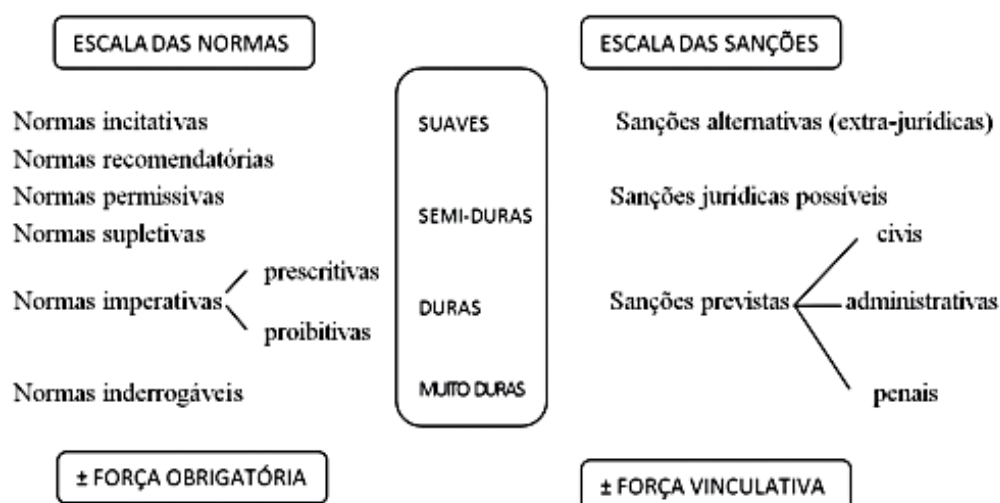 ESCALA DAS NORMAS
ESCALA DAS SANÇÕES
Normas incitativas
SUAVES
Sanções alternativas (extra-jurídicas)
Normas recomendatórias
Normas permissivas
Sanções jurídicas possíveis
SEMI-DURAS
Normas supletivas
civis
prescritivas
Normas imperativas
DURAS
Sanções previstas
administrativas
proibitivas
Normas inderrogáveis
MUITO DURAS
penais
± FORÇA OBRIGATÓRIA
± FORÇA VINCULATIVA